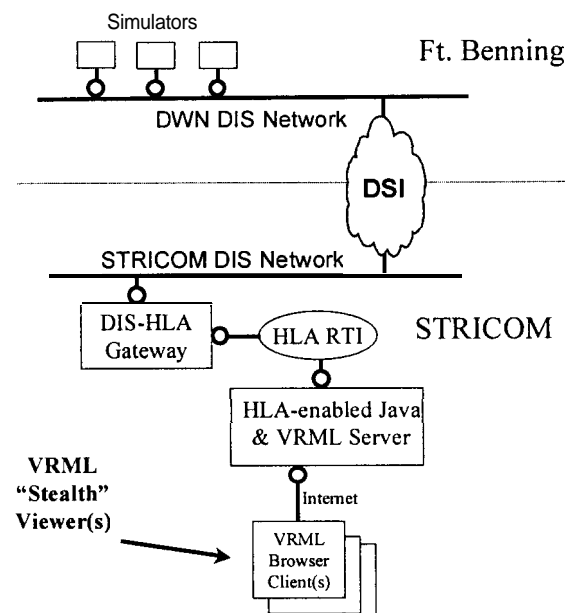 Simulators
Ft. Benning
DWN DIS Network
DSI
STRICOM DIS Network
DIS-HLA
Gateway
HLA RTI
STRICOM
HLA-enabled Java
& VRML Server
VRML
"Stealth"
Viewer(s)
Internet
VRML
Browser
Client(s)